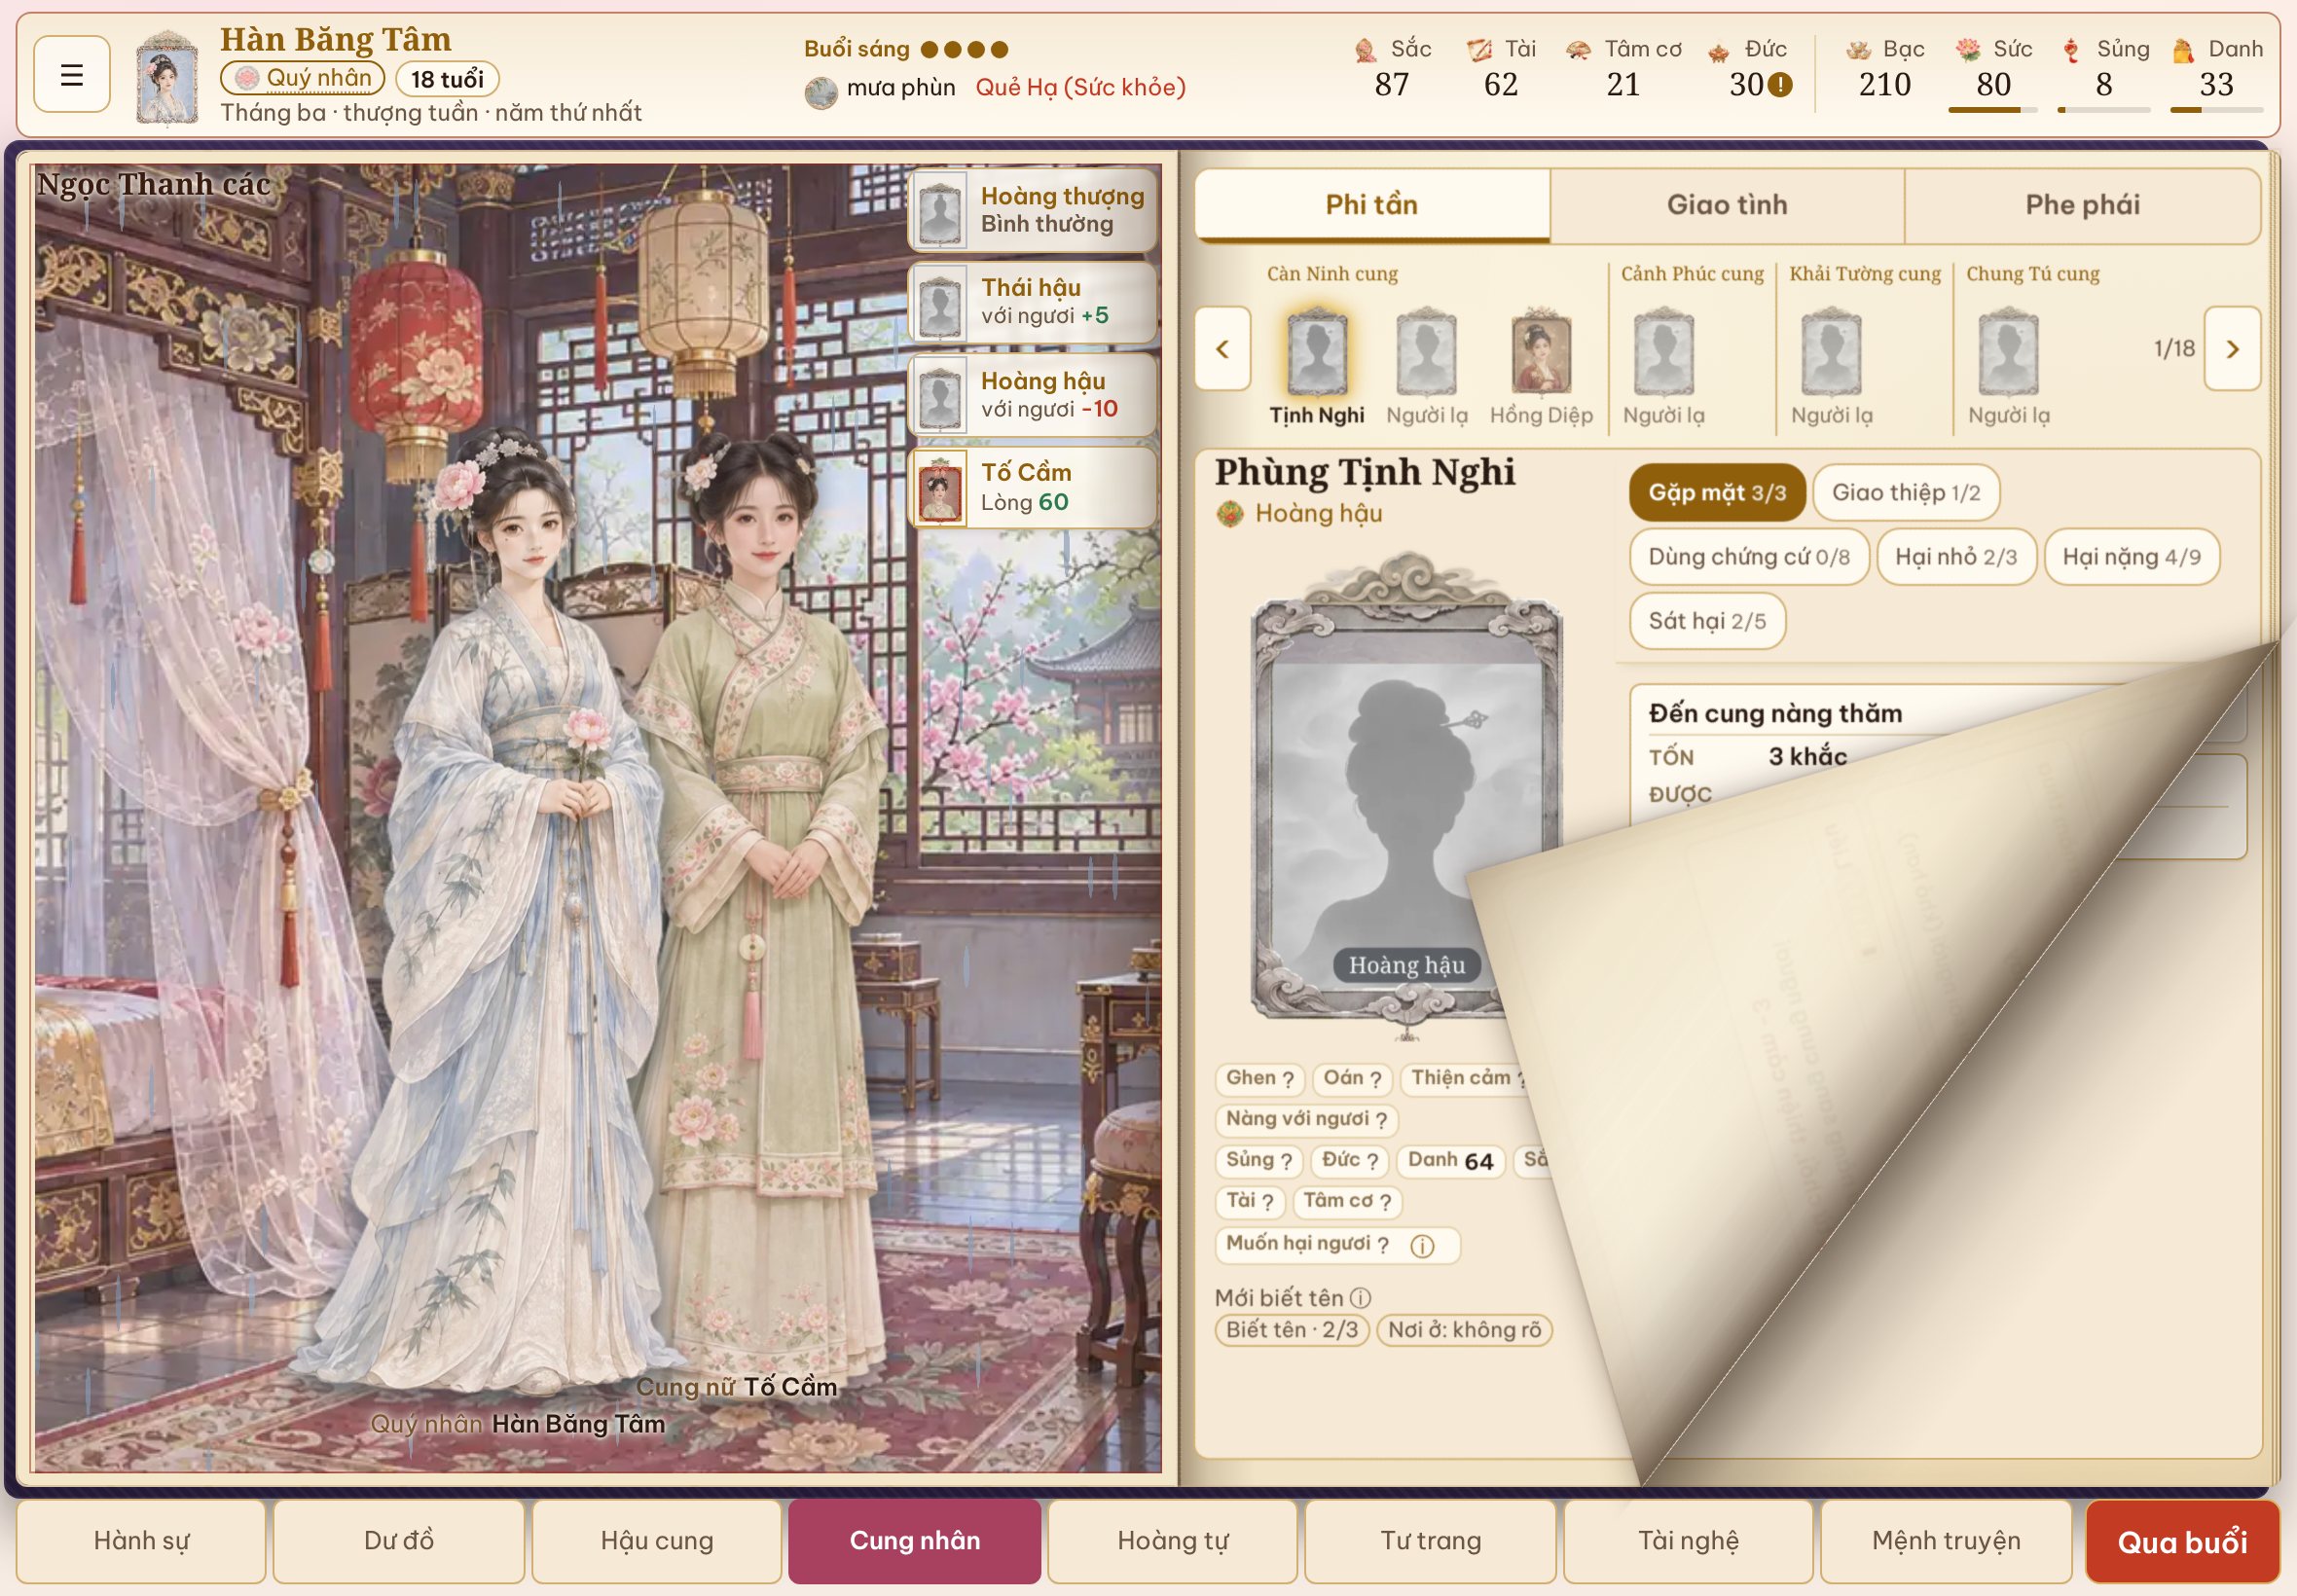 ☰
Hàn Băng Tâm
Quý nhân 18 tuổi
Tháng ba · thượng tuần · năm thứ nhất
Buổi sáng
mưa phùn Quẻ Hạ (Sức khỏe)
Sắc Tài Tâm cơ Đức Bạc Sức Sủng Danh
87 62 21 30 ! 210 80 8 33
Ngọc Thanh các
Hoàng thượng
Bình thường
Thái hậu
với ngươi +5
Hoàng hậu
với ngươi -10
Tố Cầm
Lòng 60
Cung nữ Tố Cầm
Quý nhân Hàn Băng Tâm
Phi tần Giao tình Phe phái
Càn Ninh cung Cảnh Phúc cung Khải Tường cung Chung Tú cung
1/18
Tịnh Nghi Người lạ Hồng Diệp Người lạ Người lạ Người lạ
Phùng Tịnh Nghi
Hoàng hậu
Hoàng hậu
Ghen ? Oán ? Thiện cảm ?
Nàng với ngươi ?
Sủng ? Đức ? Danh 64
Tài ? Tâm cơ ?
Muốn hại ngươi ? ⓘ
Mới biết tên ⓘ
Biết tên · 2/3 Nơi ở: không rõ
Gặp mặt 3/3 Giao thiệp 1/2
Dùng chứng cứ 0/8 Hại nhỏ 2/3 Hại nặng 4/9
Sát hại 2/5
Đến cung nàng thăm
TỐN 3 khắc
ĐƯỢC
Hành sự Dư đồ Hậu cung Cung nhân Hoàng tự Tư trang Tài nghệ Mệnh truyện Qua buổi